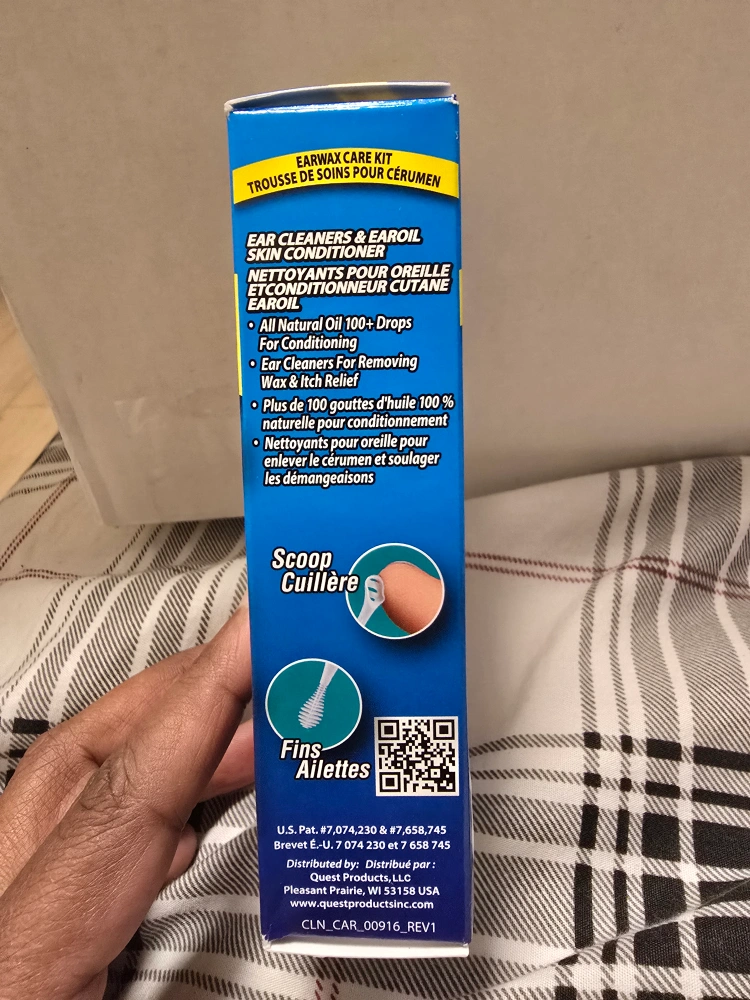 EARWAX CARE KIT
TROUSSE DE SOINS POUR CÉRUMEN
EAR CLEANERS & EAROIL
SKIN CONDITIONER
NETTOYANTS POUR OREILLE
ETCONDITIONNEUR CUTANÉ
EAROIL
• All Natural Oil 100+ Drops
For Conditioning
• Ear Cleaners For Removing
Wax & Itch Relief
• Plus de 100 gouttes d'huile 100 %
naturelle pour conditionnement
• Nettoyants pour oreille pour
enlever le cérumen et soulager
les démangeaisons
Scoop
Cuillère
Fins
Ailettes
U.S. Pat. #7,074,230 & #7,658,745
Brevet É.-U. 7 074 230 et 7 658 745
Distributed by: Distribué par :
Quest Products, LLC
Pleasant Prairie, WI 53158 USA
www.questproductsinc.com
CLN_CAR_00916_REV1